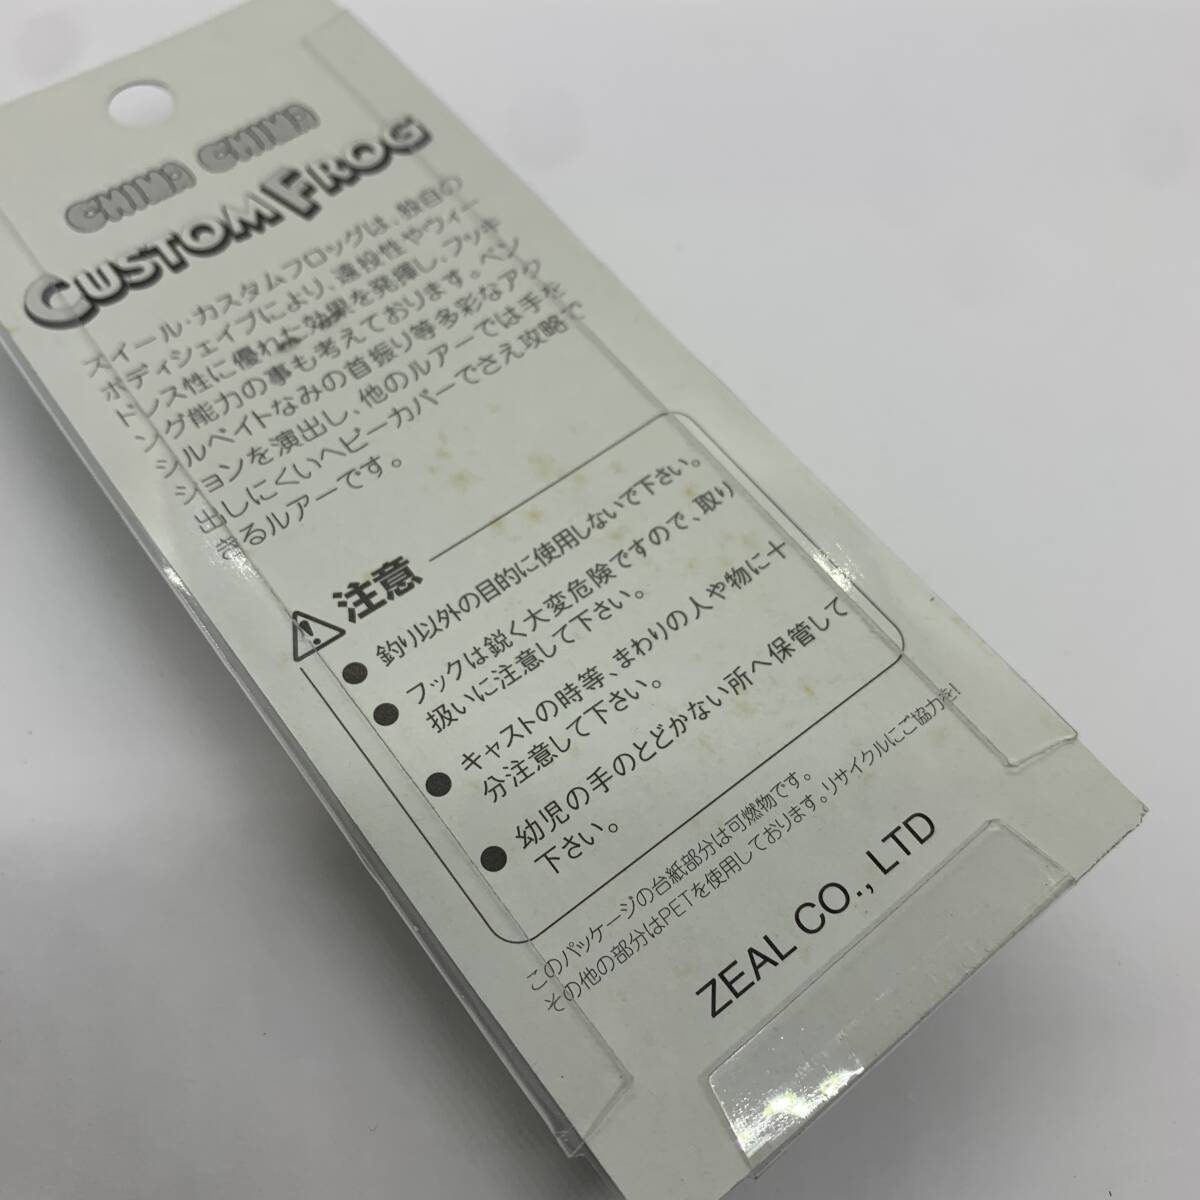 CHIMA CHIMA
CUSTOM FROG
ズイール・カスタムフロッグは、独自の
ボディシェイプにより、遠投性やウィー
ドレス性に優れた効果を発揮し、フッキ
ング能力の事も考えております。ペン
シルベイトなみの首振り等多彩なアク
ションを演出し、他のルアーでは手を
出しにくいヘビーカバーでさえ攻略で
きるルアーです。
注意
● 釣り以外の目的に使用しないで下さい。
● フックは鋭く大変危険ですので、取り
扱いに注意して下さい。
● キャストの時等、まわりの人や物に十
分注意して下さい。
● 幼児の手のとどかない所へ保管して
下さい。
このパッケージの台紙部分は可燃物です。
その他の部分はPETを使用しております。リサイクルにご協力を!
ZEAL CO., LTD